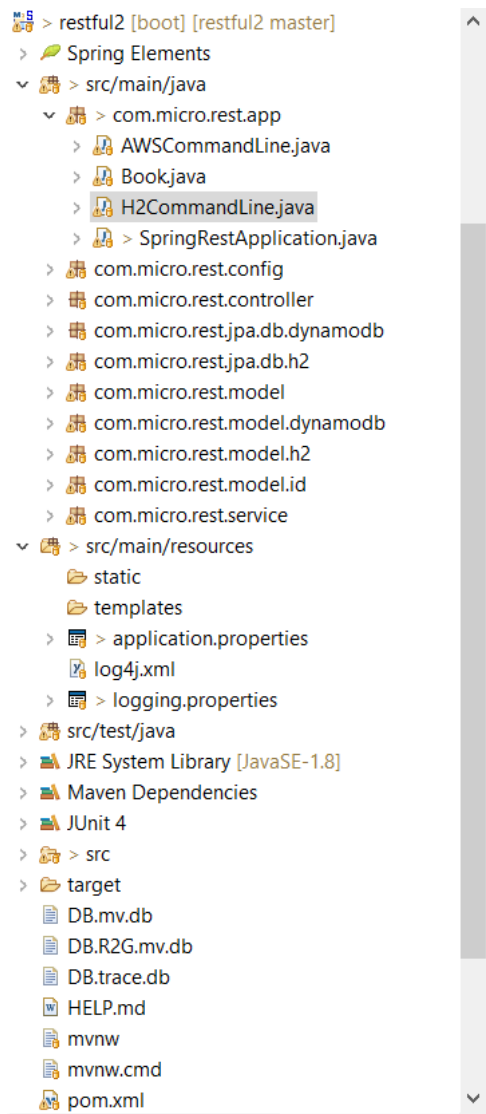 > restful2 [boot] [restful2 master]
> Spring Elements
> src/main/java
> com.micro.rest.app
> AWSCommandLine.java
> Book.java
> H2CommandLine.java
> > SpringRestApplication.java
> com.micro.rest.config
> com.micro.rest.controller
> com.micro.rest.jpa.db.dynamodb
> com.micro.rest.jpa.db.h2
> com.micro.rest.model
> com.micro.rest.model.dynamodb
> com.micro.rest.model.h2
> com.micro.rest.model.id
> com.micro.rest.service
> src/main/resources
static
templates
> > application.properties
log4j.xml
> > logging.properties
> src/test/java
> JRE System Library [JavaSE-1.8]
> Maven Dependencies
> JUnit 4
> > src
> target
DB.mv.db
DB.R2G.mv.db
DB.trace.db
HELP.md
mvnw
mvnw.cmd
pom.xml